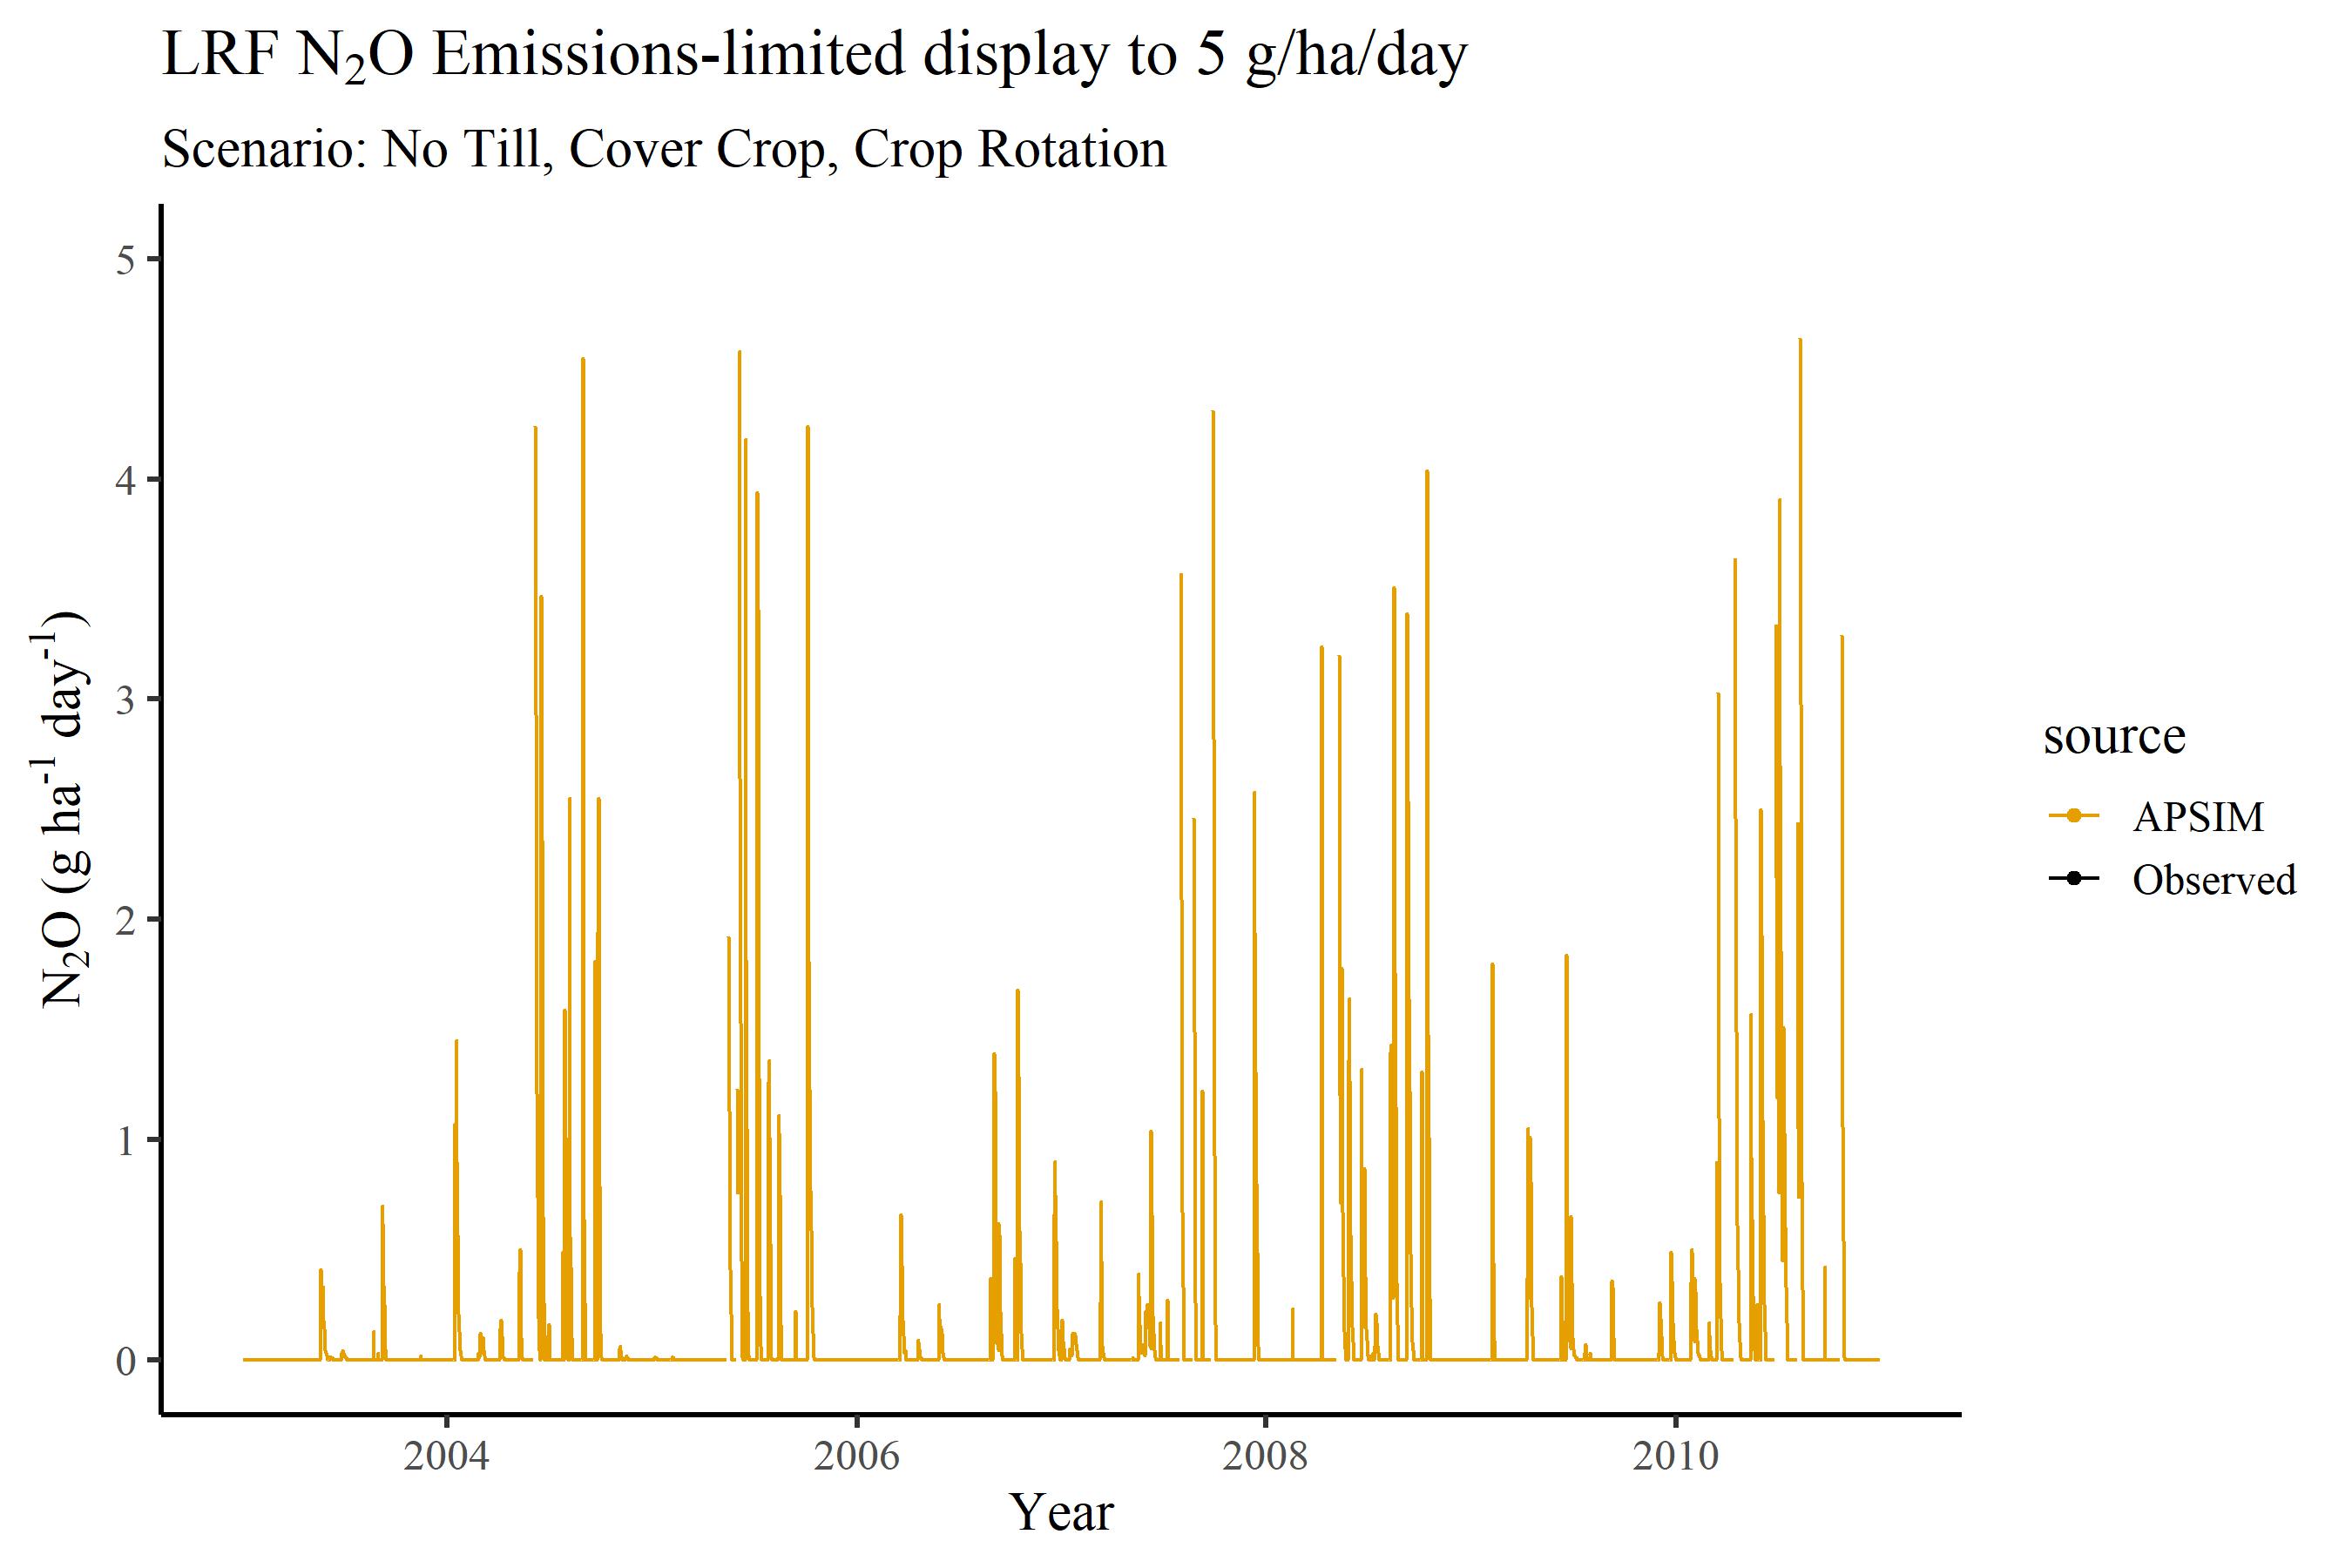 LRF N₂O Emissions-limited display to 5 g/ha/day
Scenario: No Till, Cover Crop, Crop Rotation
N₂O (g ha⁻¹ day⁻¹)
5
4
3
2
1
0
2004 2006 2008 2010
Year
source
APSIM
Observed